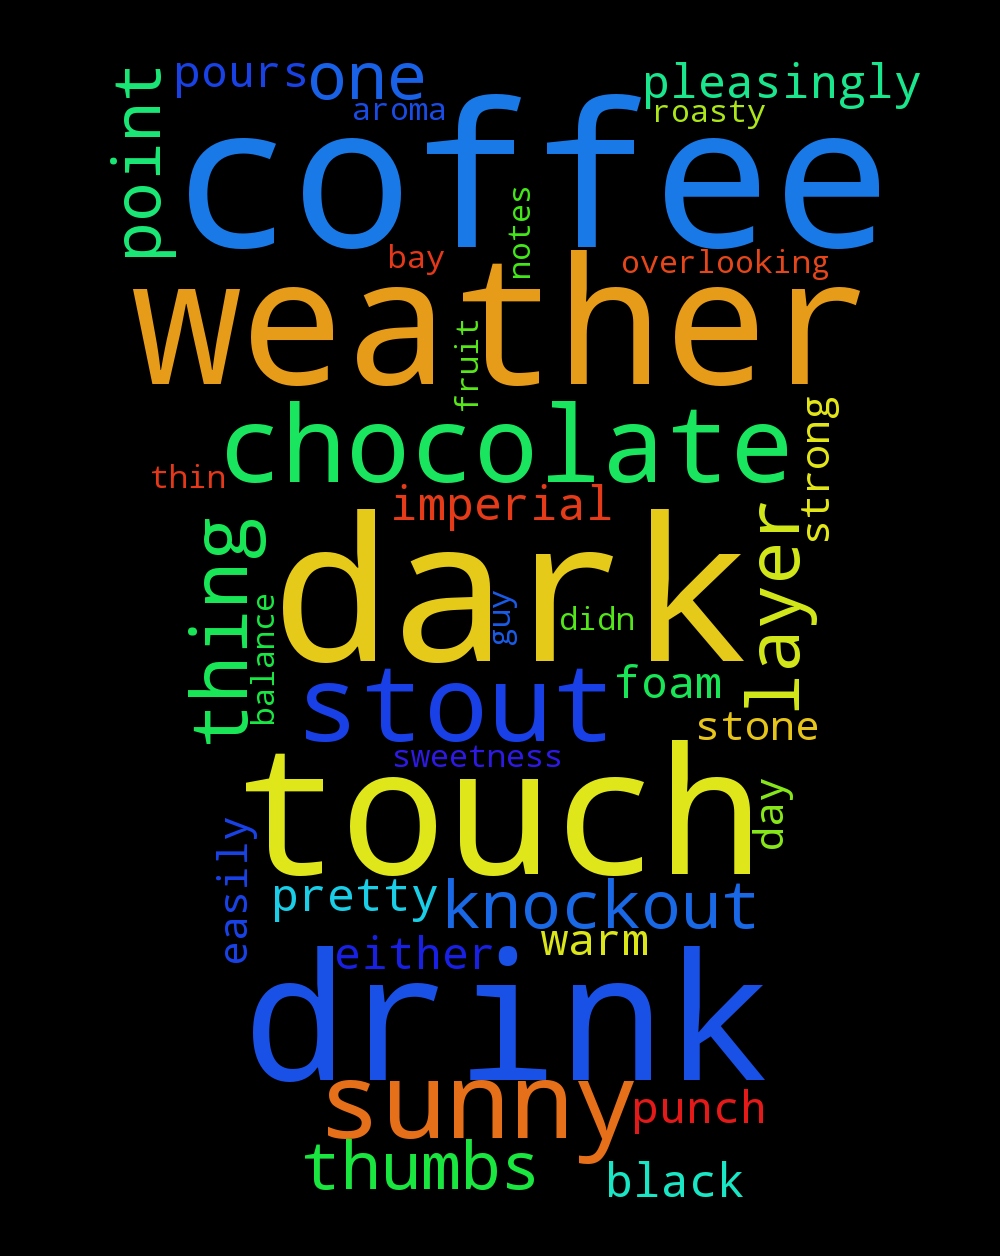 pours
one
pleasingly
aroma
roasty
point
coffee
notes
bay
overlooking
weather
fruit
chocolate
strong
thin
imperial
thing
dark
layer
balance
guy
didn
stout
foam
stone
sweetness
touch
day
easily
pretty
knockout
either
warm
drink
sunny
punch
thumbs
black